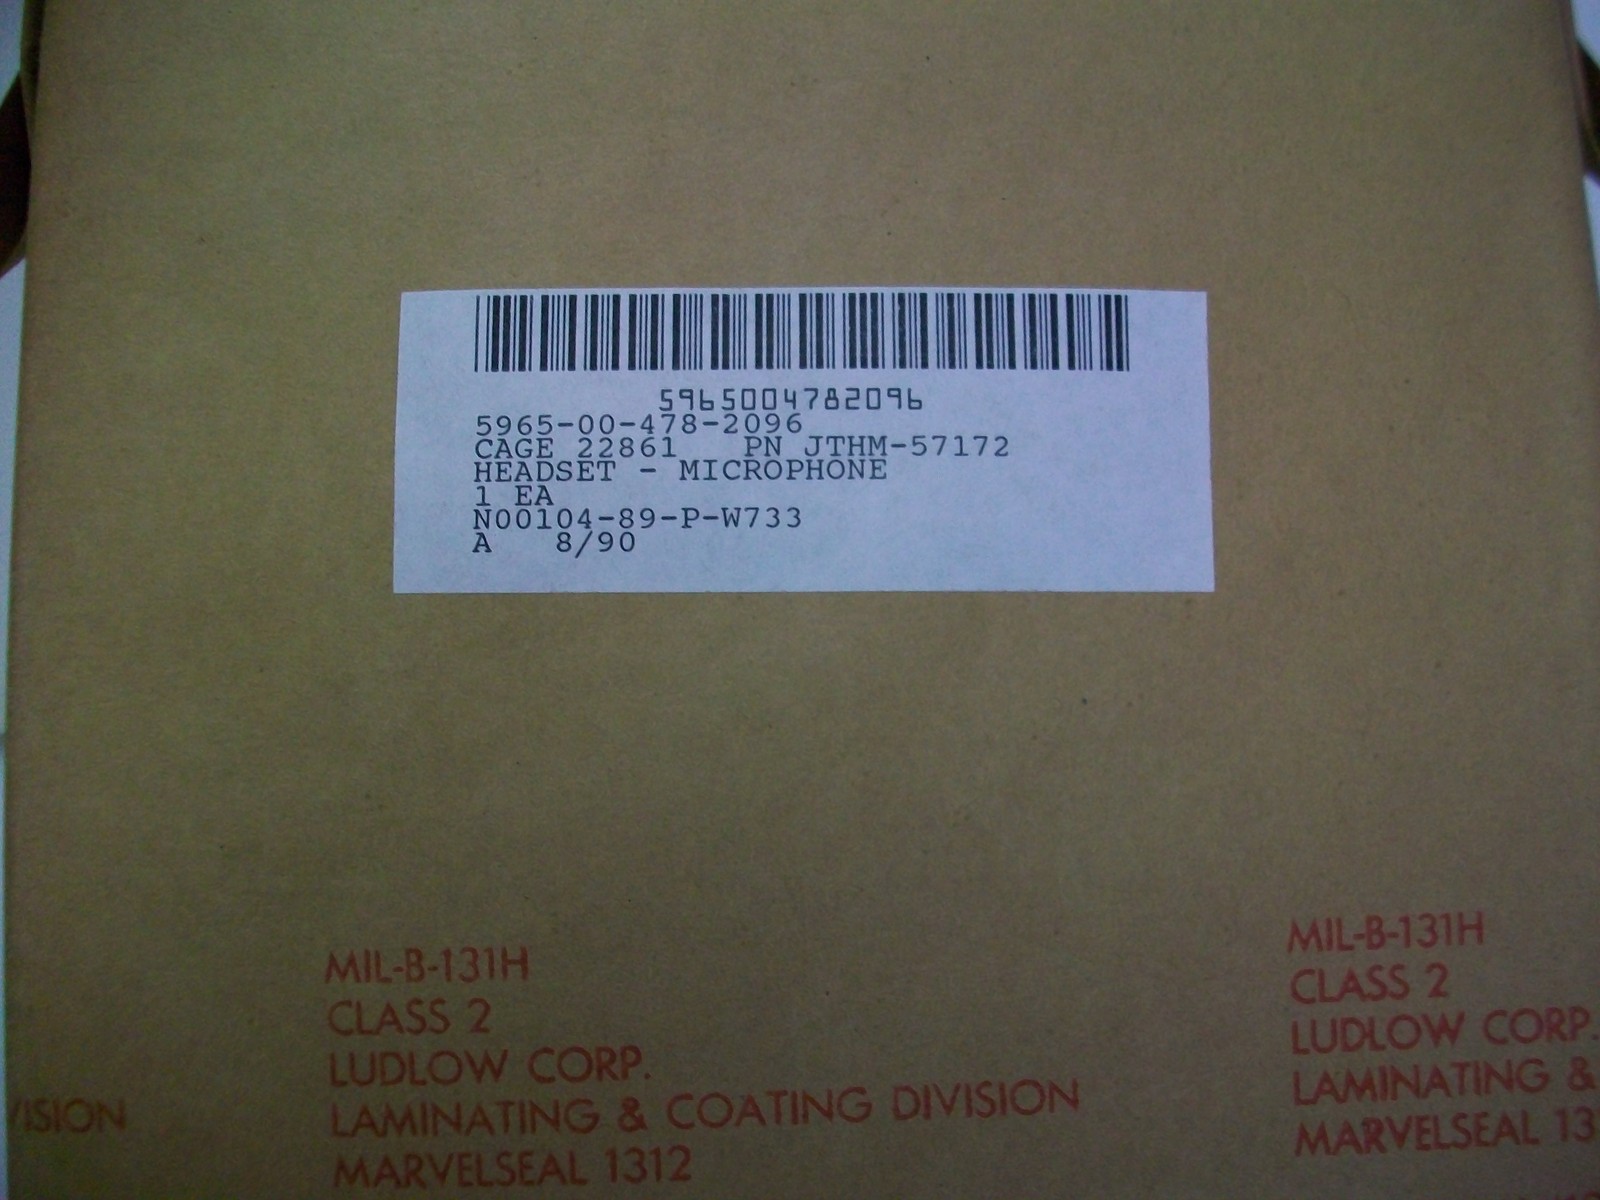 5965004782096
5965-00-478-2096
CAGE 22861 PN JTHM-57172
HEADSET - MICROPHONE
1 EA
N00104-89-P-W733
A 8/90
MIL-B-131H
CLASS 2
LUDLOW CORP.
LAMINATING & COATING DIVISION
MARVELSEAL 1312
MIL-B-131H
CLASS 2
LUDLOW CORP.
LAMINATING &
MARVELSEAL 13
VISION